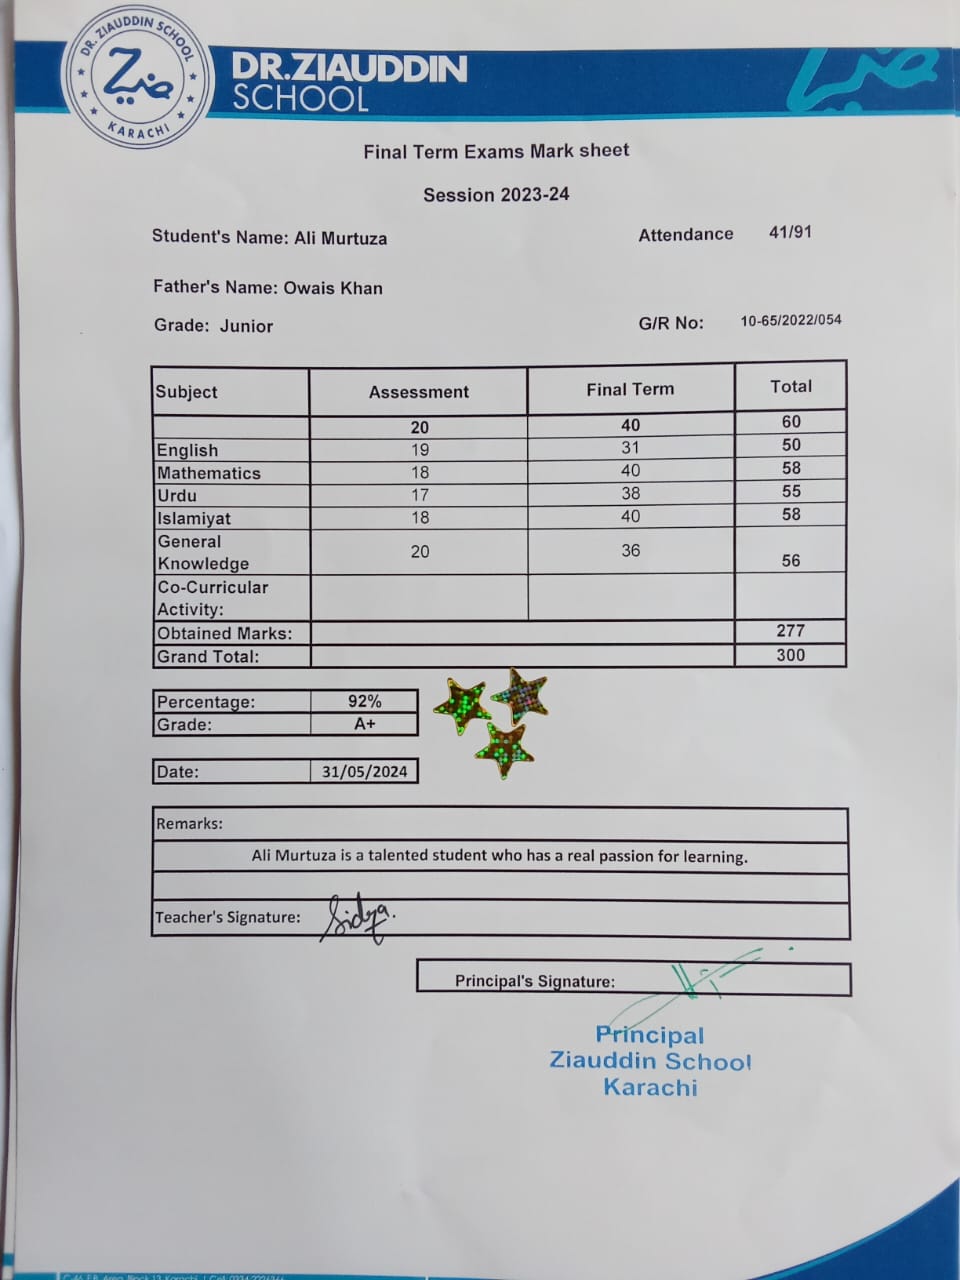 DR. ZIAUDDIN SCHOOL
ضیاء
KARACHI
DR.ZIAUDDIN
SCHOOL
Final Term Exams Mark sheet
Session 2023-24
Student's Name: Ali Murtuza Attendance 41/91
Father's Name: Owais Khan
Grade: Junior G/R No: 10-65/2022/054
Subject Assessment Final Term Total
20 40 60
English 19 31 50
Mathematics 18 40 58
Urdu 17 38 55
Islamiyat 18 40 58
General
Knowledge 20 36 56
Co-Curricular
Activity:
Obtained Marks: 277
Grand Total: 300
Percentage: 92%
Grade: A+
Date: 31/05/2024
Remarks:
Ali Murtuza is a talented student who has a real passion for learning.
Teacher's Signature:
Principal's Signature:
Principal
Ziauddin School
Karachi